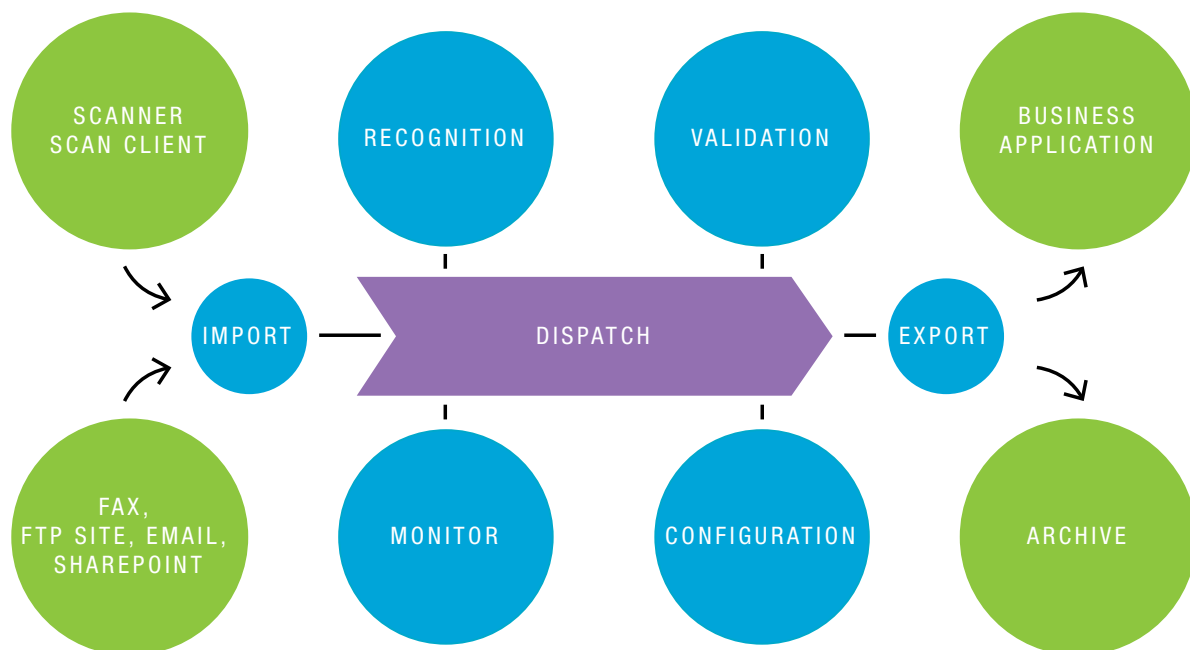 SCANNER
SCAN CLIENT
RECOGNITION
VALIDATION
BUSINESS
APPLICATION
IMPORT
DISPATCH
EXPORT
FAX,
FTP SITE, EMAIL,
SHAREPOINT
MONITOR
CONFIGURATION
ARCHIVE